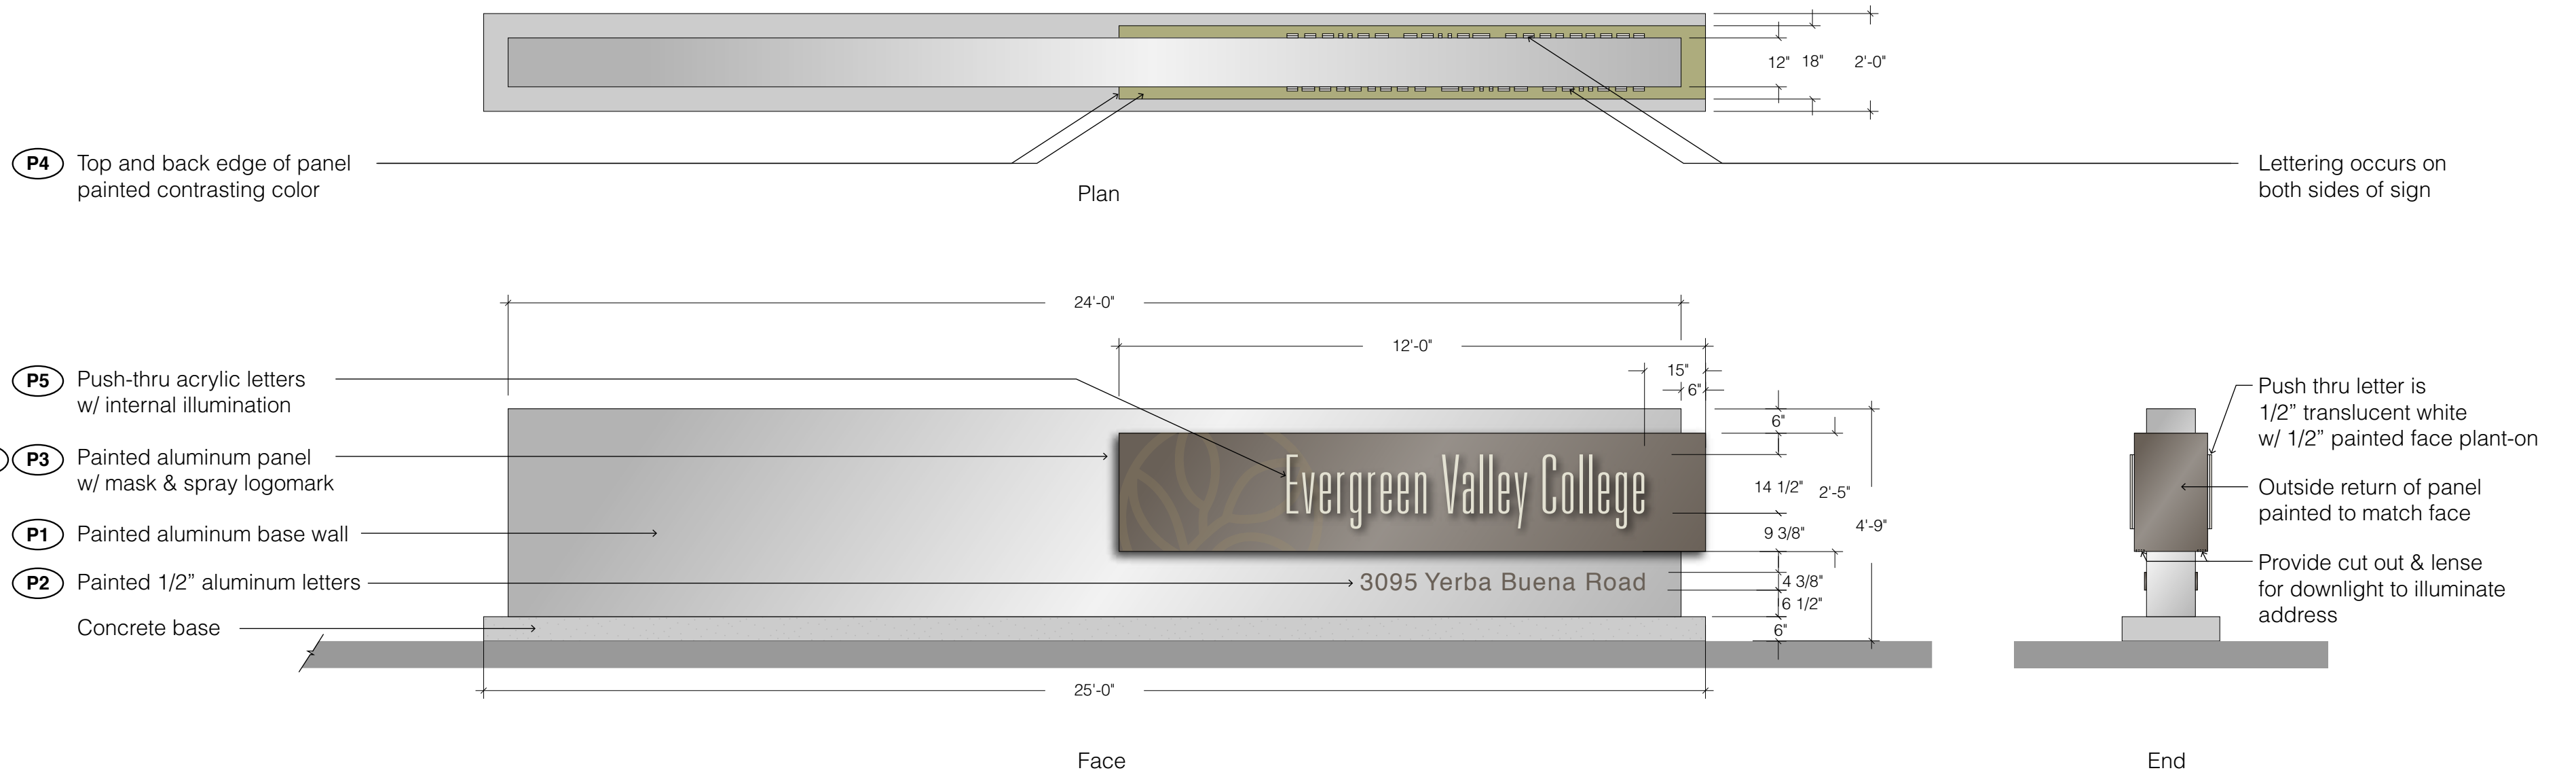 12" 18" 2'-0"
P4 Top and back edge of panel
painted contrasting color
Lettering occurs on
both sides of sign
Plan
24'-0"
12'-0"
15"
6"
P5 Push-thru acrylic letters
w/ internal illumination
P3 Painted aluminum panel
w/ mask & spray logomark
P1 Painted aluminum base wall
P2 Painted 1/2” aluminum letters
Concrete base
Evergreen Valley College
3095 Yerba Buena Road
6"
14 1/2" 2'-5"
9 3/8" 4'-9"
4 3/8"
6 1/2"
6"
25'-0"
Face
Push thru letter is
1/2” translucent white
w/ 1/2” painted face plant-on
Outside return of panel
painted to match face
Provide cut out & lense
for downlight to illuminate
address
End